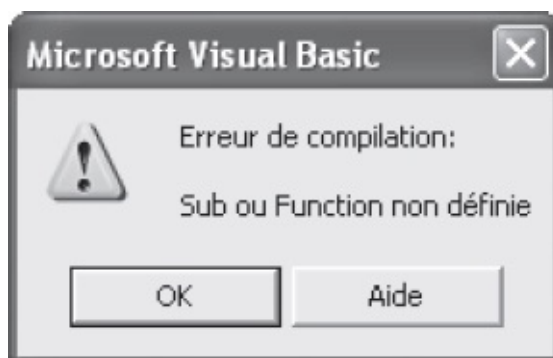 Microsoft Visual Basic
Erreur de compilation:
Sub ou Function non définie
OK
Aide